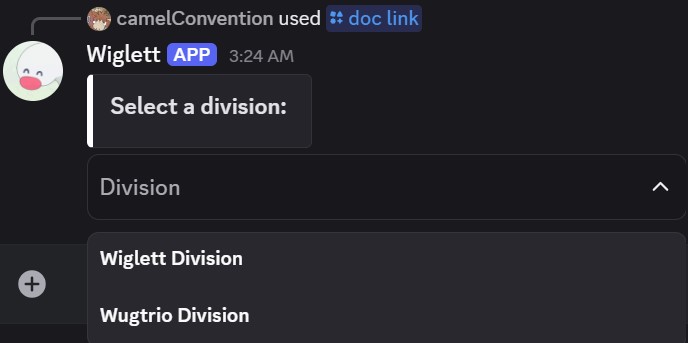 camelConvention used doc link
Wiglett APP 3:24 AM
Select a division:
Division
Wiglett Division
Wugtrio Division